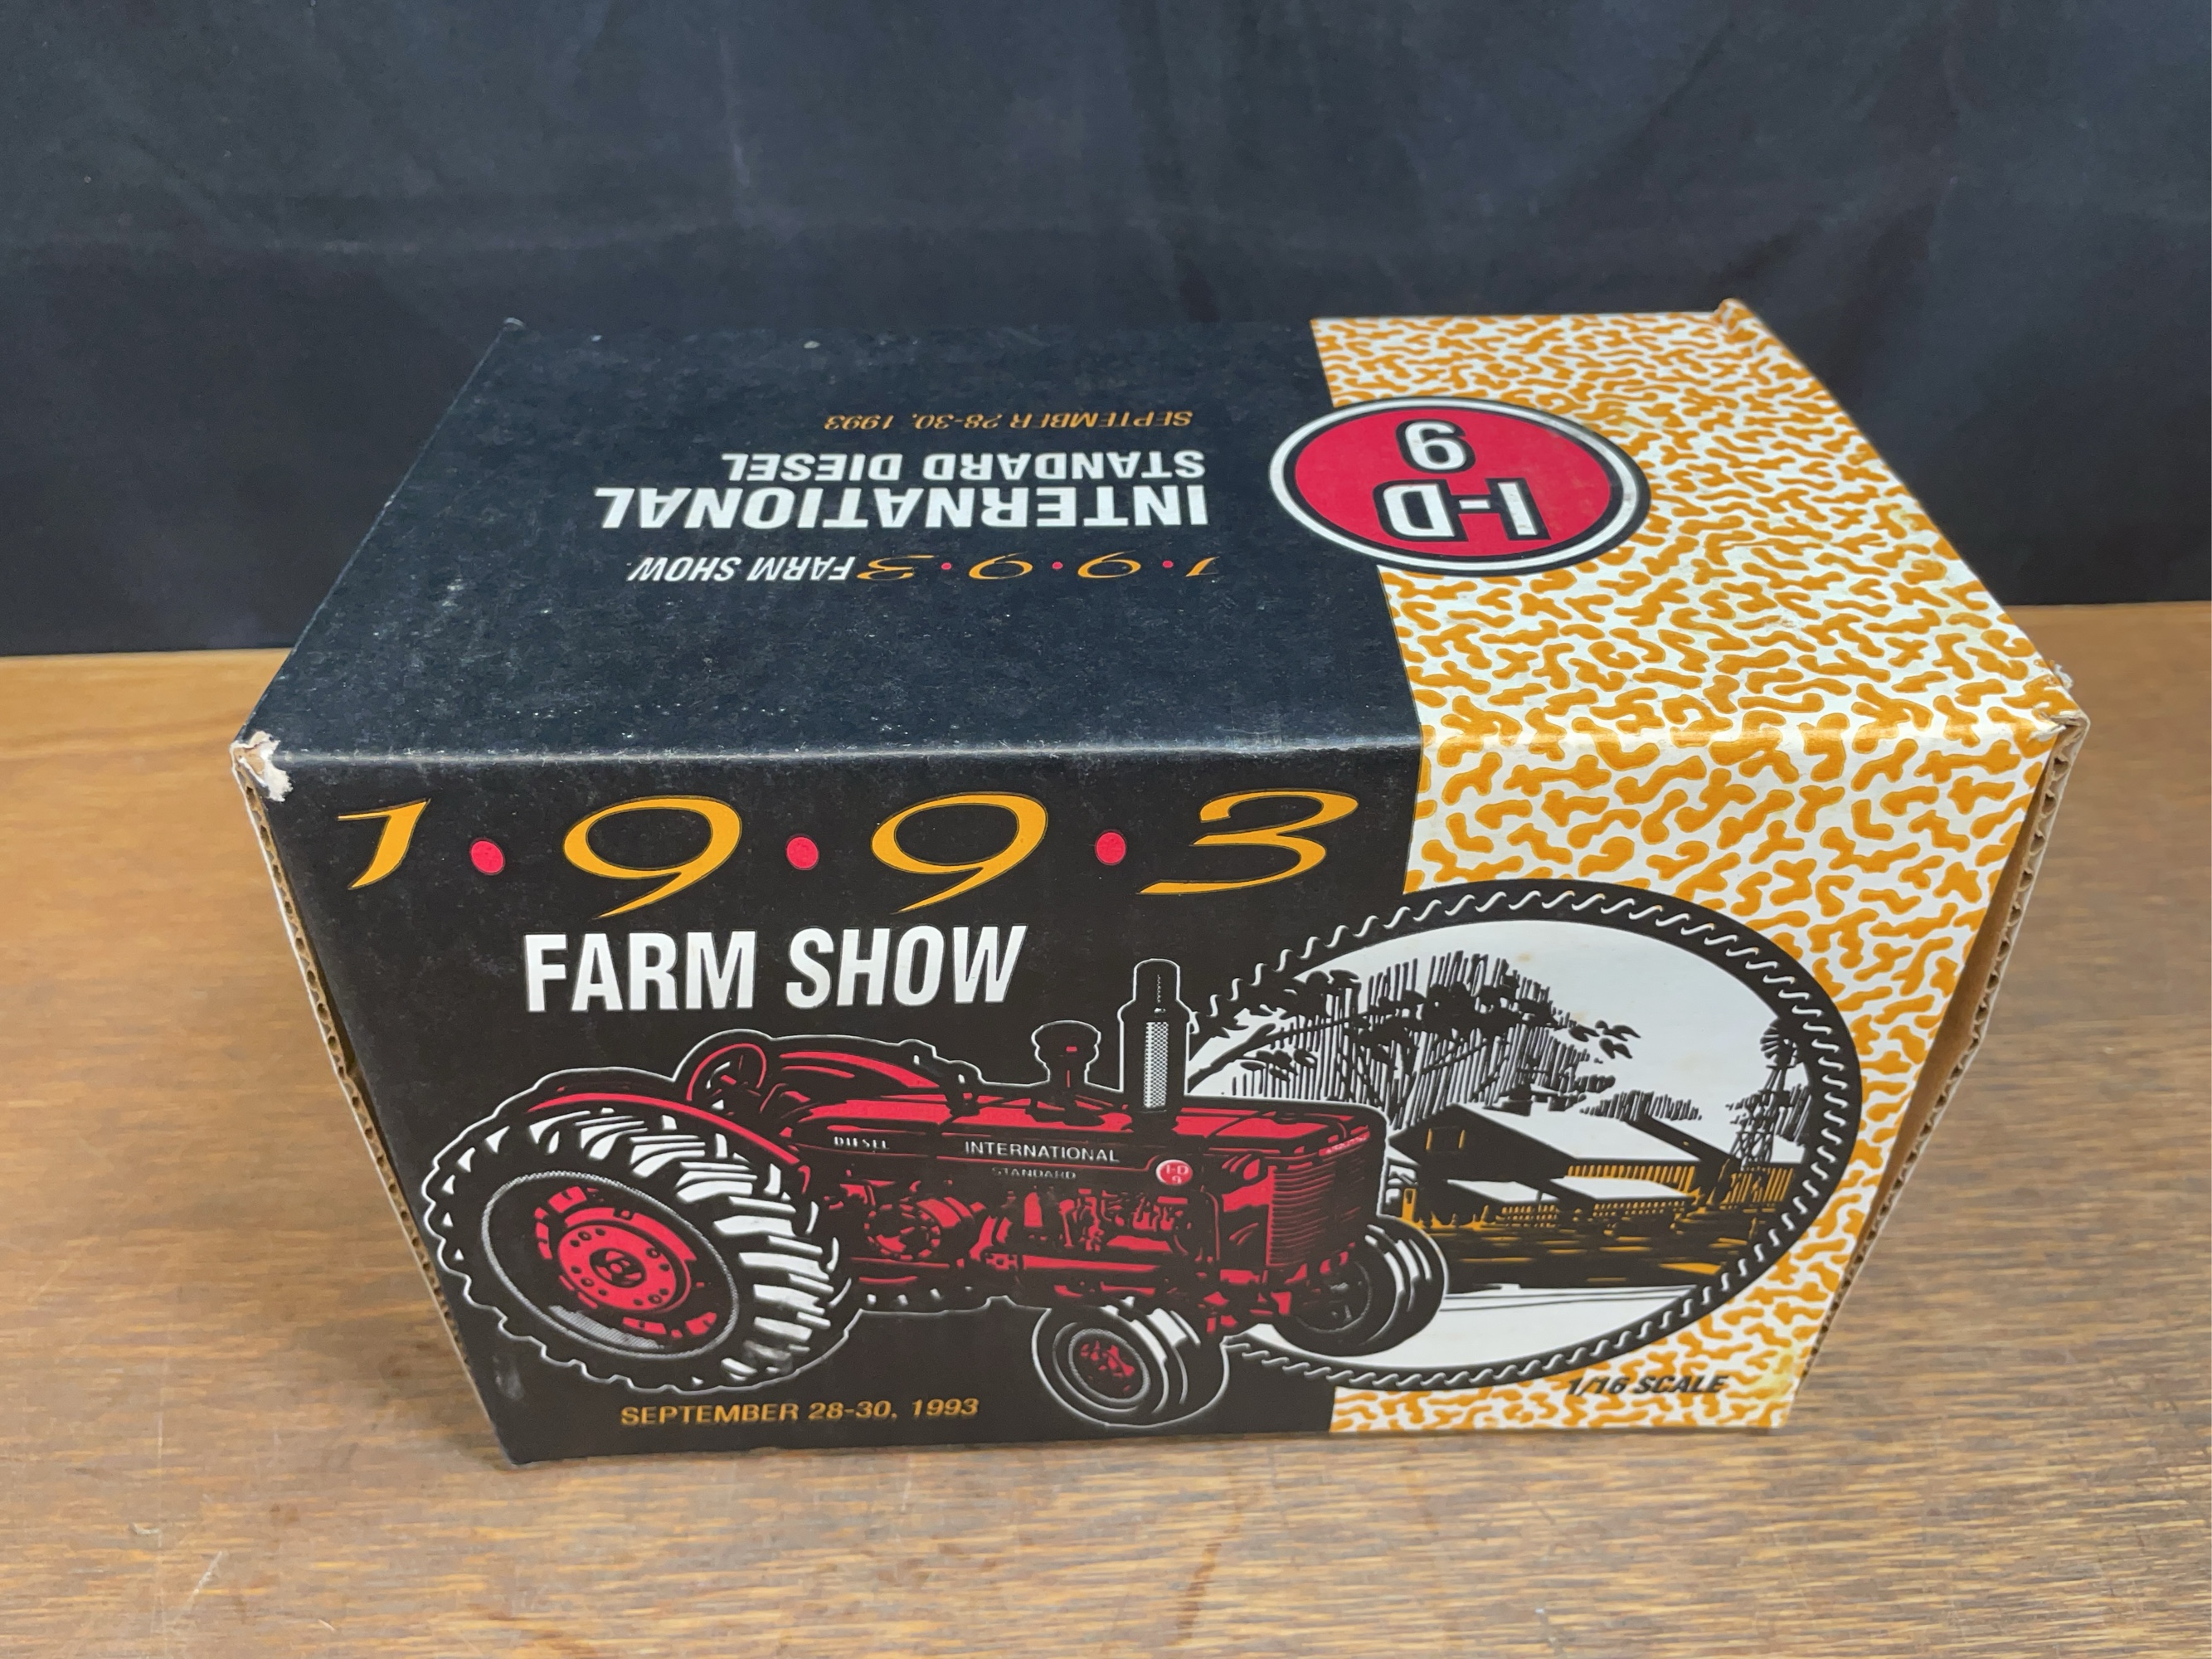 1·9·9·3 FARM SHOW
INTERNATIONAL
STANDARD DIESEL
SEPTEMBER 28-30, 1993
I-D
9
1·9·9·3
FARM SHOW
DIESEL
INTERNATIONAL
STANDARD
I-D
9
SEPTEMBER 28-30, 1993
1/16 SCALE